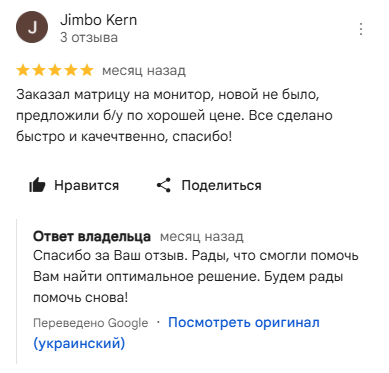 J
Jimbo Kern
3 отзыва
месяц назад
Заказал матрицу на монитор, новой не было,
предложили б/у по хорошей цене. Все сделано
быстро и качечтвенно, спасибо!
Нравится Поделиться
Ответ владельца месяц назад
Спасибо за Ваш отзыв. Рады, что смогли помочь
Вам найти оптимальное решение. Будем рады
помочь снова!
Переведено Google · Посмотреть оригинал
(украинский)